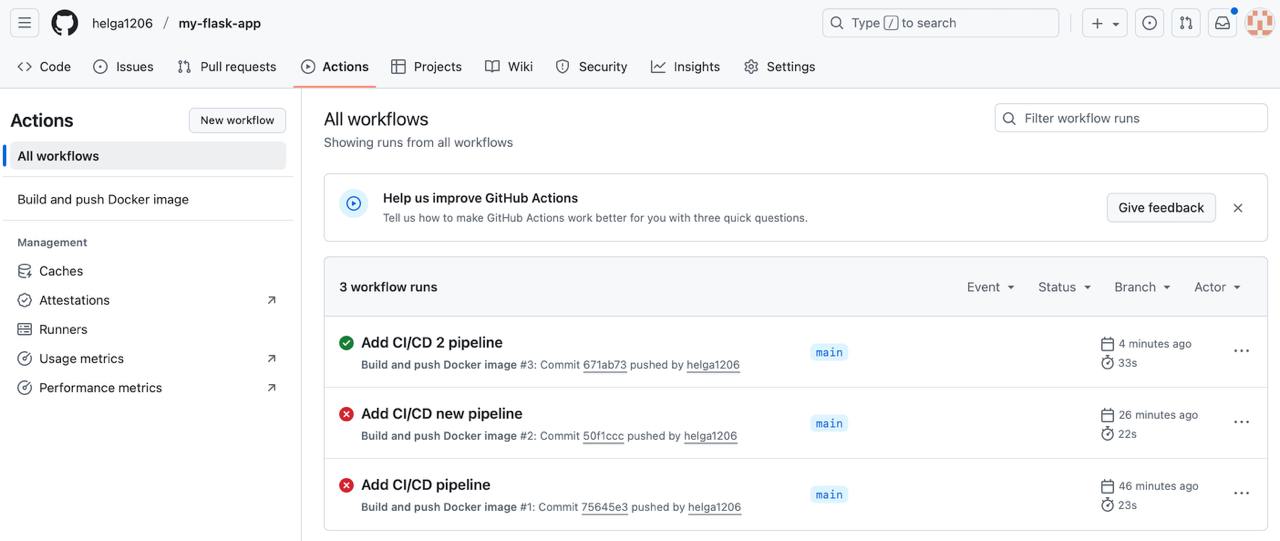 helga1206 / my-flask-app
Type / to search
Code Issues Pull requests Actions Projects Wiki Security Insights Settings
Actions
New workflow
All workflows
Build and push Docker image
Management
Caches
Attestations
Runners
Usage metrics
Performance metrics
All workflows
Showing runs from all workflows
Filter workflow runs
Help us improve GitHub Actions
Tell us how to make GitHub Actions work better for you with three quick questions.
Give feedback
3 workflow runs
Event Status Branch Actor
Add CI/CD 2 pipeline
Build and push Docker image #3: Commit 671ab73 pushed by helga1206
main
4 minutes ago
33s
Add CI/CD new pipeline
Build and push Docker image #2: Commit 50f1ccc pushed by helga1206
main
26 minutes ago
22s
Add CI/CD pipeline
Build and push Docker image #1: Commit 75645e3 pushed by helga1206
main
46 minutes ago
23s